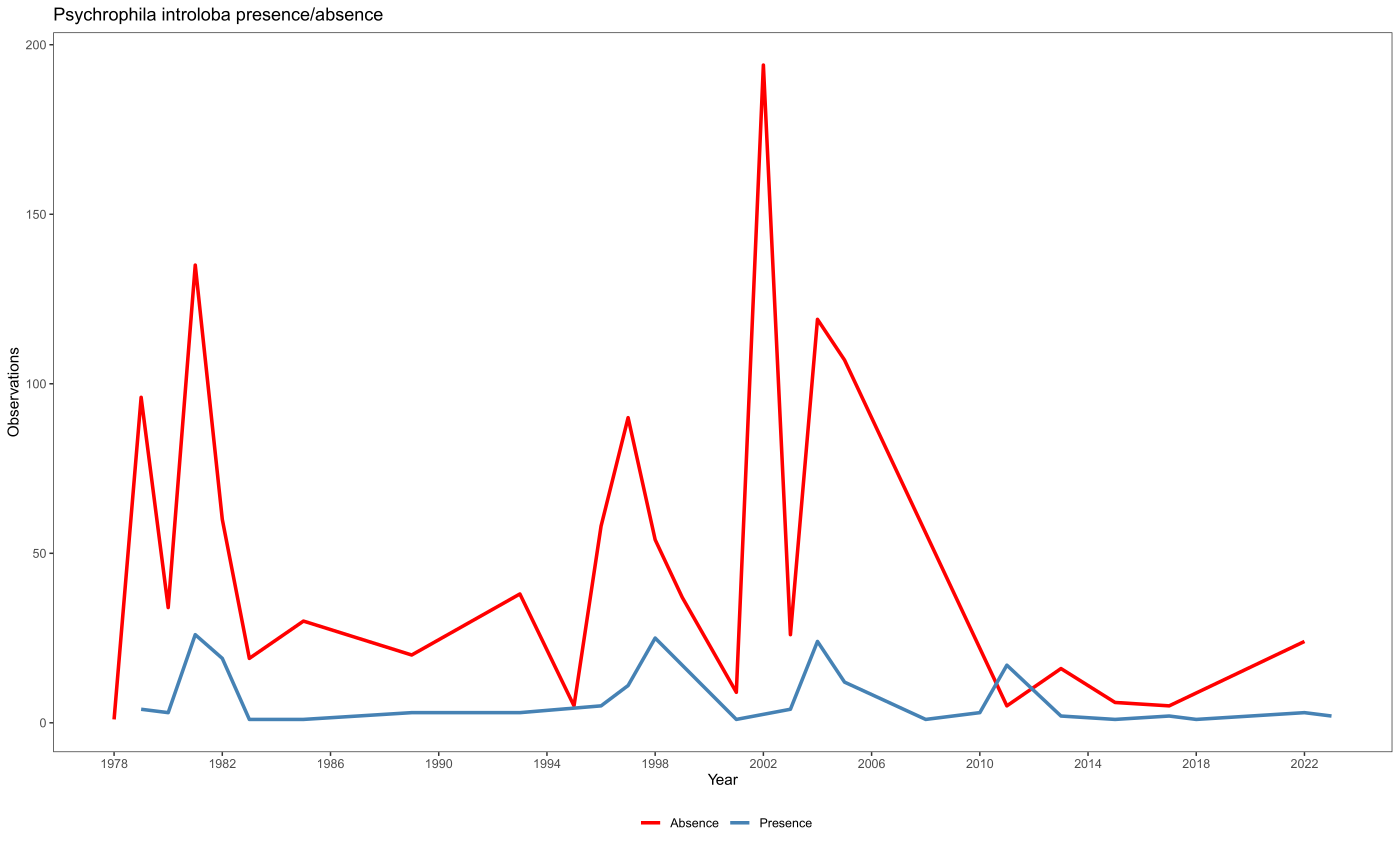 Psychrophila introloba presence/absence
200
150
100
50
0
Observations
1978 1982 1986 1990 1994 1998 2002 2006 2010 2014 2018 2022
Year
Absence Presence